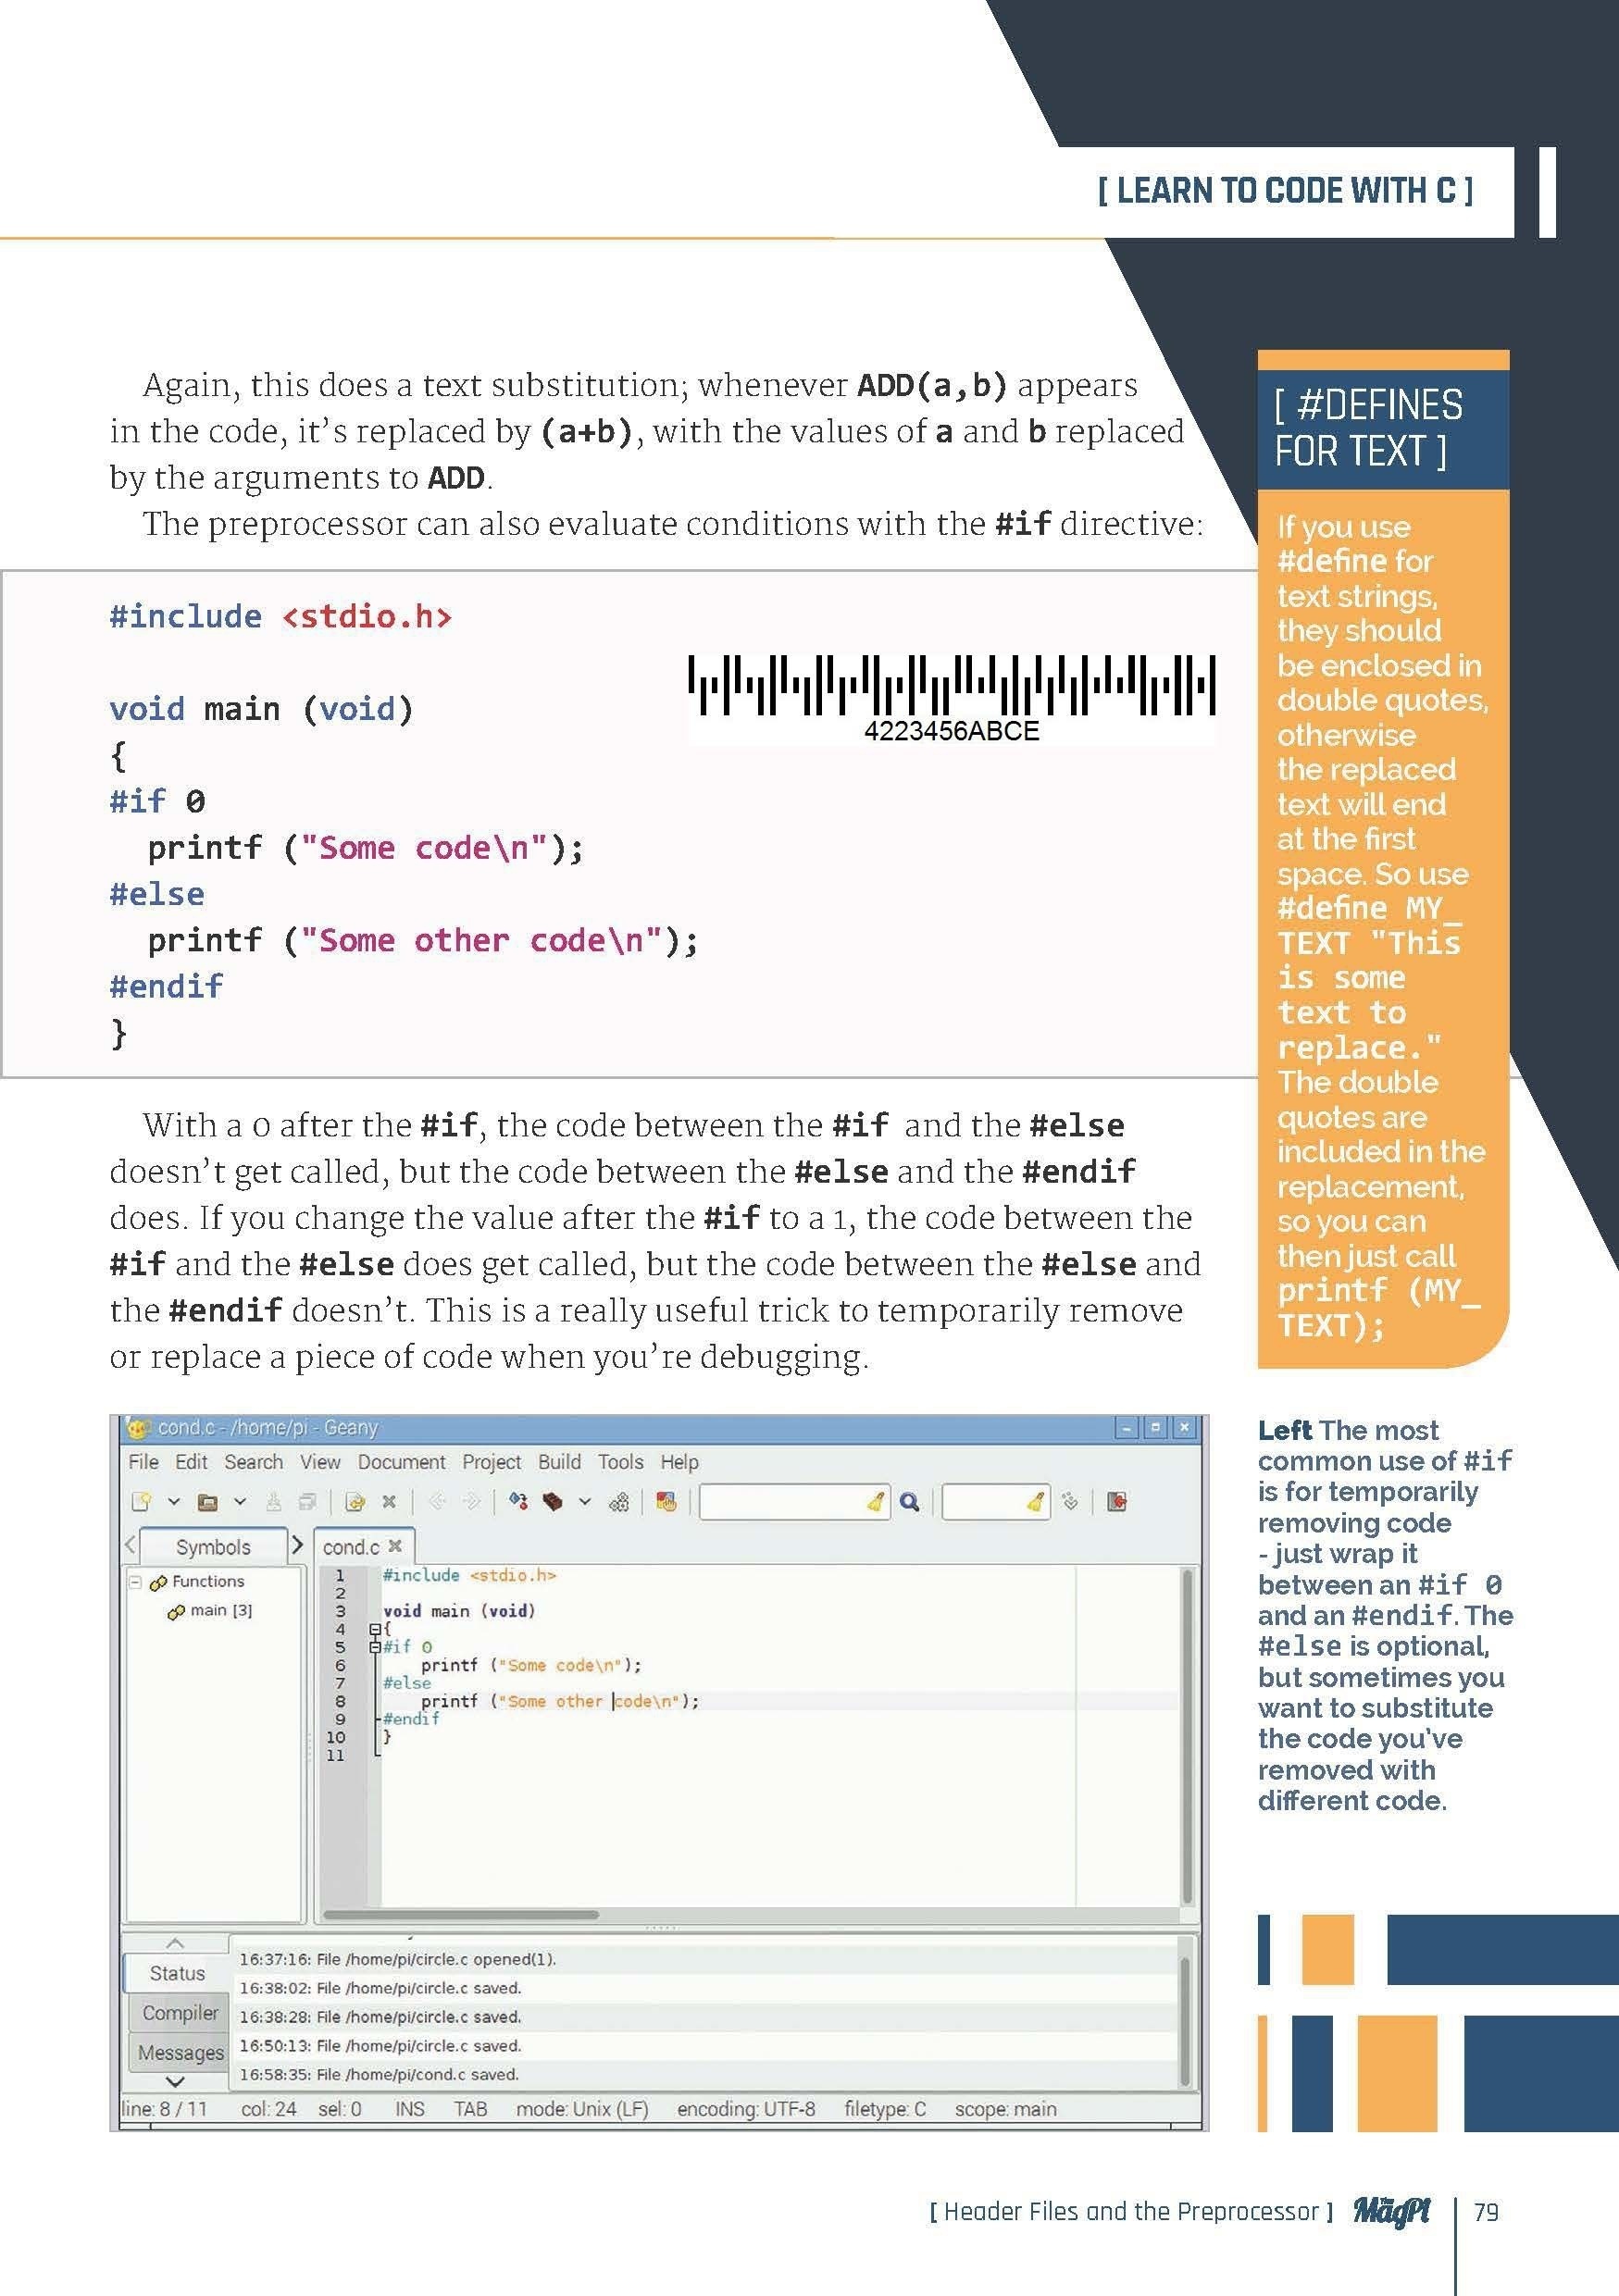 [ LEARN TO CODE WITH C ]
Again, this does a text substitution; whenever ADD(a,b) appears
in the code, it's replaced by (a+b), with the values of a and b replaced
by the arguments to ADD.
The preprocessor can also evaluate conditions with the #if directive:
#include <stdio.h>
void main (void)
{
#if 0
  printf ("Some code\n");
#else
  printf ("Some other code\n");
#endif
}
4223456ABCE
With a 0 after the #if, the code between the #if and the #else
doesn't get called, but the code between the #else and the #endif
does. If you change the value after the #if to a 1, the code between the
#if and the #else does get called, but the code between the #else and
the #endif doesn't. This is a really useful trick to temporarily remove
or replace a piece of code when you're debugging.
[ #DEFINES
FOR TEXT ]
If you use
#define for
text strings,
they should
be enclosed in
double quotes,
otherwise
the replaced
text will end
at the first
space. So use
#define MY_
TEXT "This
is some
text to
replace."
The double
quotes are
included in the
replacement,
so you can
then just call
printf (MY_
TEXT);
cond.c - /home/pi - Geany
File Edit Search View Document Project Build Tools Help
Symbols
cond.c
Functions
main [3]
1 #include <stdio.h>
2
3 void main (void)
4 {
5 #if 0
6 printf ("Some code\n");
7 #else
8 printf ("Some other code\n");
9 #endif
10 }
11
Status
Compiler
Messages
16:37:16: File /home/pi/circle.c opened(1).
16:38:02: File /home/pi/circle.c saved.
16:38:28: File /home/pi/circle.c saved.
16:50:13: File /home/pi/circle.c saved.
16:58:35: File /home/pi/cond.c saved.
line: 8 / 11 col: 24 sel: 0 INS TAB mode: Unix (LF) encoding: UTF-8 filetype: C scope: main
Left The most
common use of #if
is for temporarily
removing code
- just wrap it
between an #if 0
and an #endif. The
#else is optional,
but sometimes you
want to substitute
the code you've
removed with
different code.
[ Header Files and the Preprocessor ] The MagPi 79